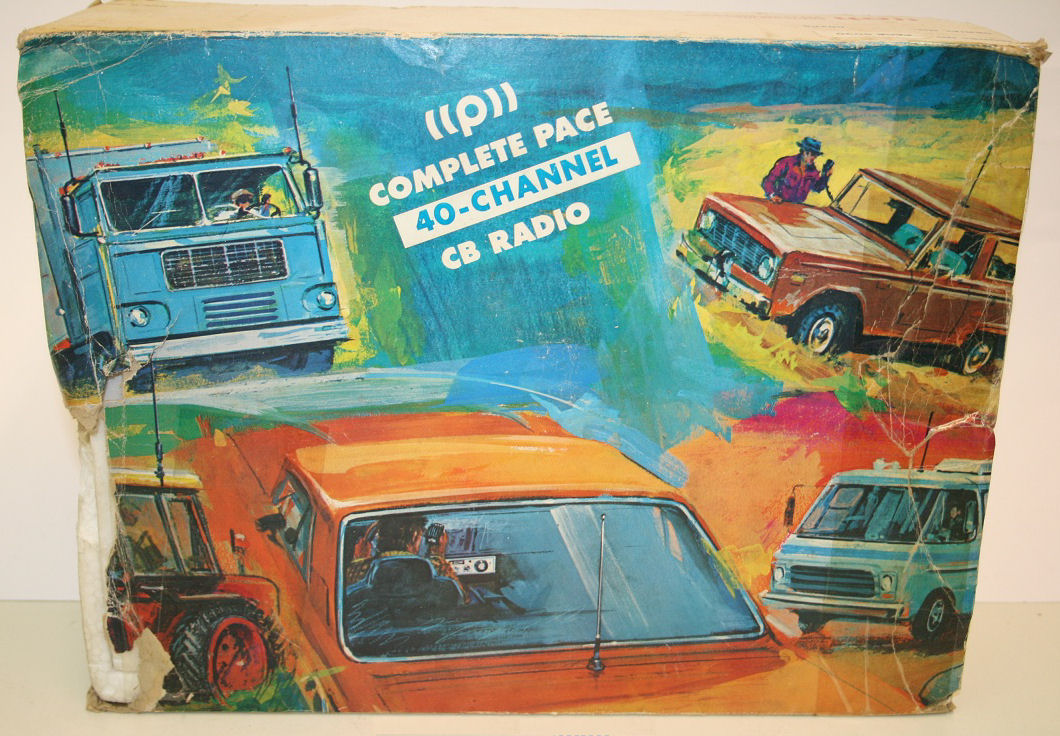 ((p))
COMPLETE PACE
40-CHANNEL
CB RADIO